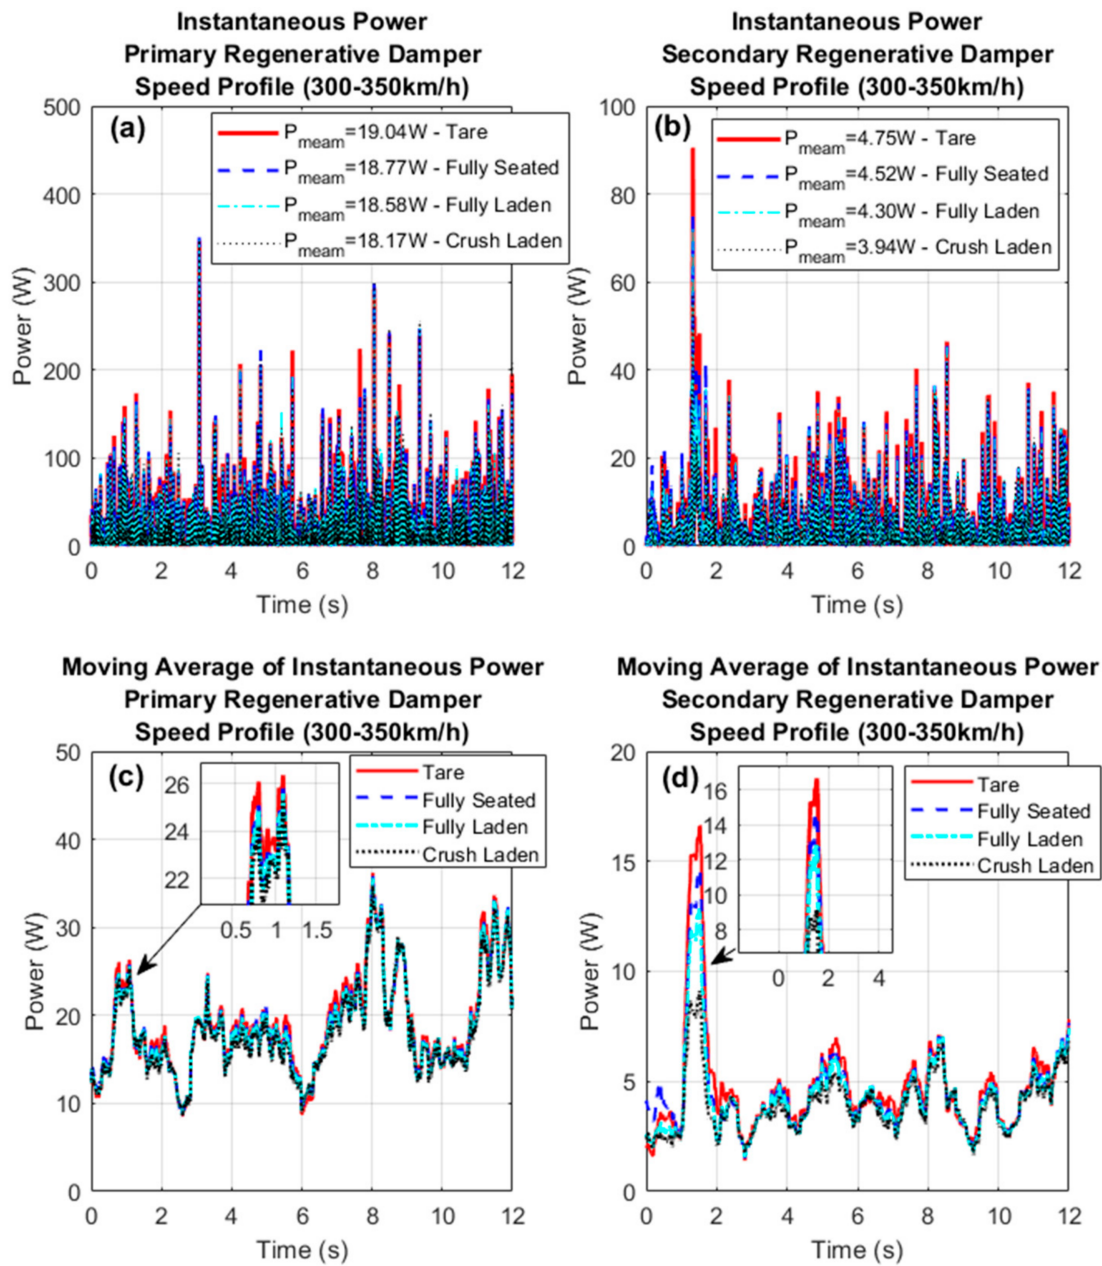 Instantaneous Power
Primary Regenerative Damper
Speed Profile (300-350km/h)
(a)
P_meam=19.04W - Tare
P_meam=18.77W - Fully Seated
P_meam=18.58W - Fully Laden
P_meam=18.17W - Crush Laden
500
400
300
200
100
0
Power (W)
0 2 4 6 8 10 12
Time (s)
Instantaneous Power
Secondary Regenerative Damper
Speed Profile (300-350km/h)
(b)
P_meam=4.75W - Tare
P_meam=4.52W - Fully Seated
P_meam=4.30W - Fully Laden
P_meam=3.94W - Crush Laden
100
80
60
40
20
0
Power (W)
0 2 4 6 8 10 12
Time (s)
Moving Average of Instantaneous Power
Primary Regenerative Damper
Speed Profile (300-350km/h)
(c)
26
24
22
0.5 1 1.5
Tare
Fully Seated
Fully Laden
Crush Laden
50
40
30
20
10
0
Power (W)
0 2 4 6 8 10 12
Time (s)
Moving Average of Instantaneous Power
Secondary Regenerative Damper
Speed Profile (300-350km/h)
(d)
16
14
12
10
8
0 2 4
Tare
Fully Seated
Fully Laden
Crush Laden
20
15
10
5
0
Power (W)
0 2 4 6 8 10 12
Time (s)